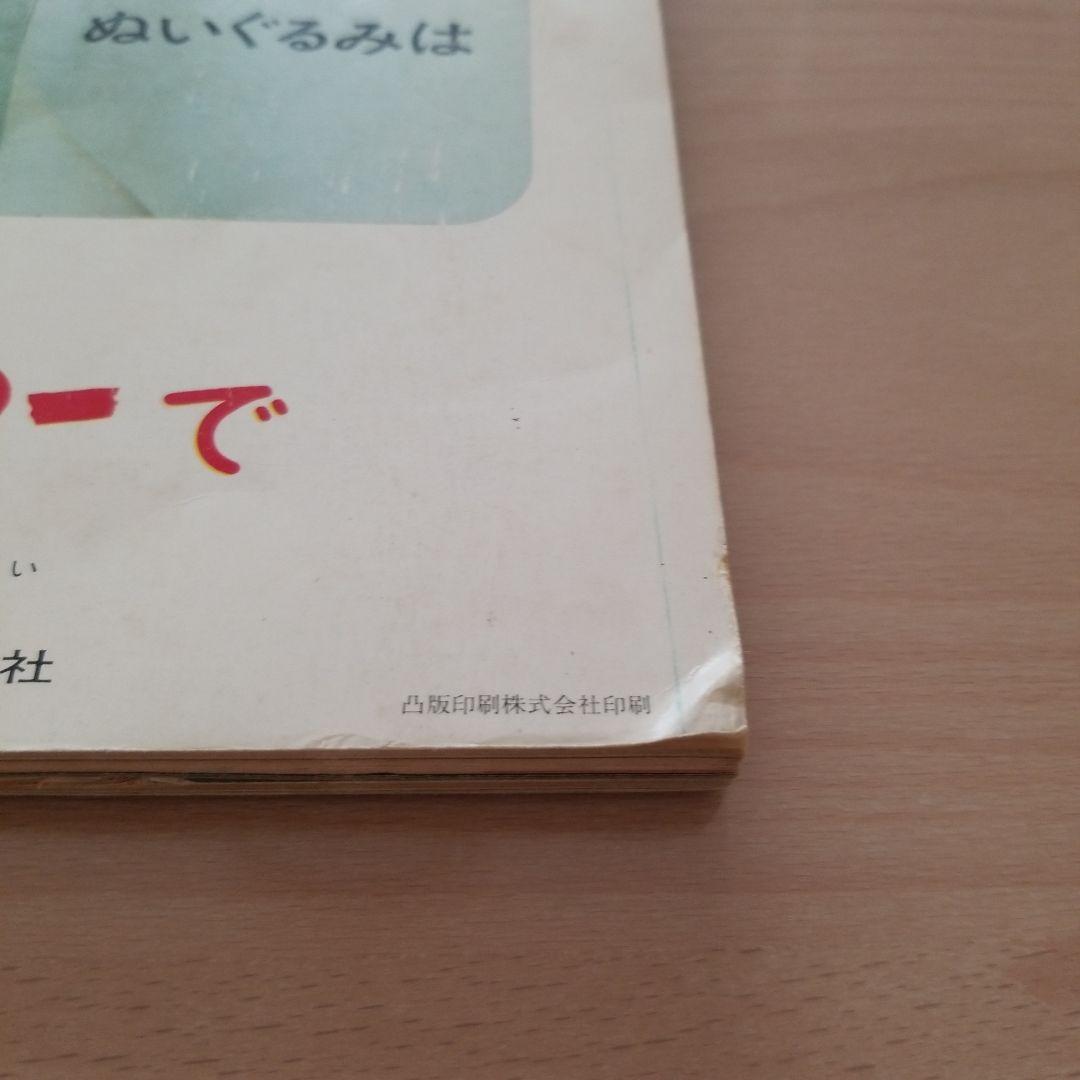 ぬいぐるみは
ーで
い
社
凸版印刷株式会社印刷